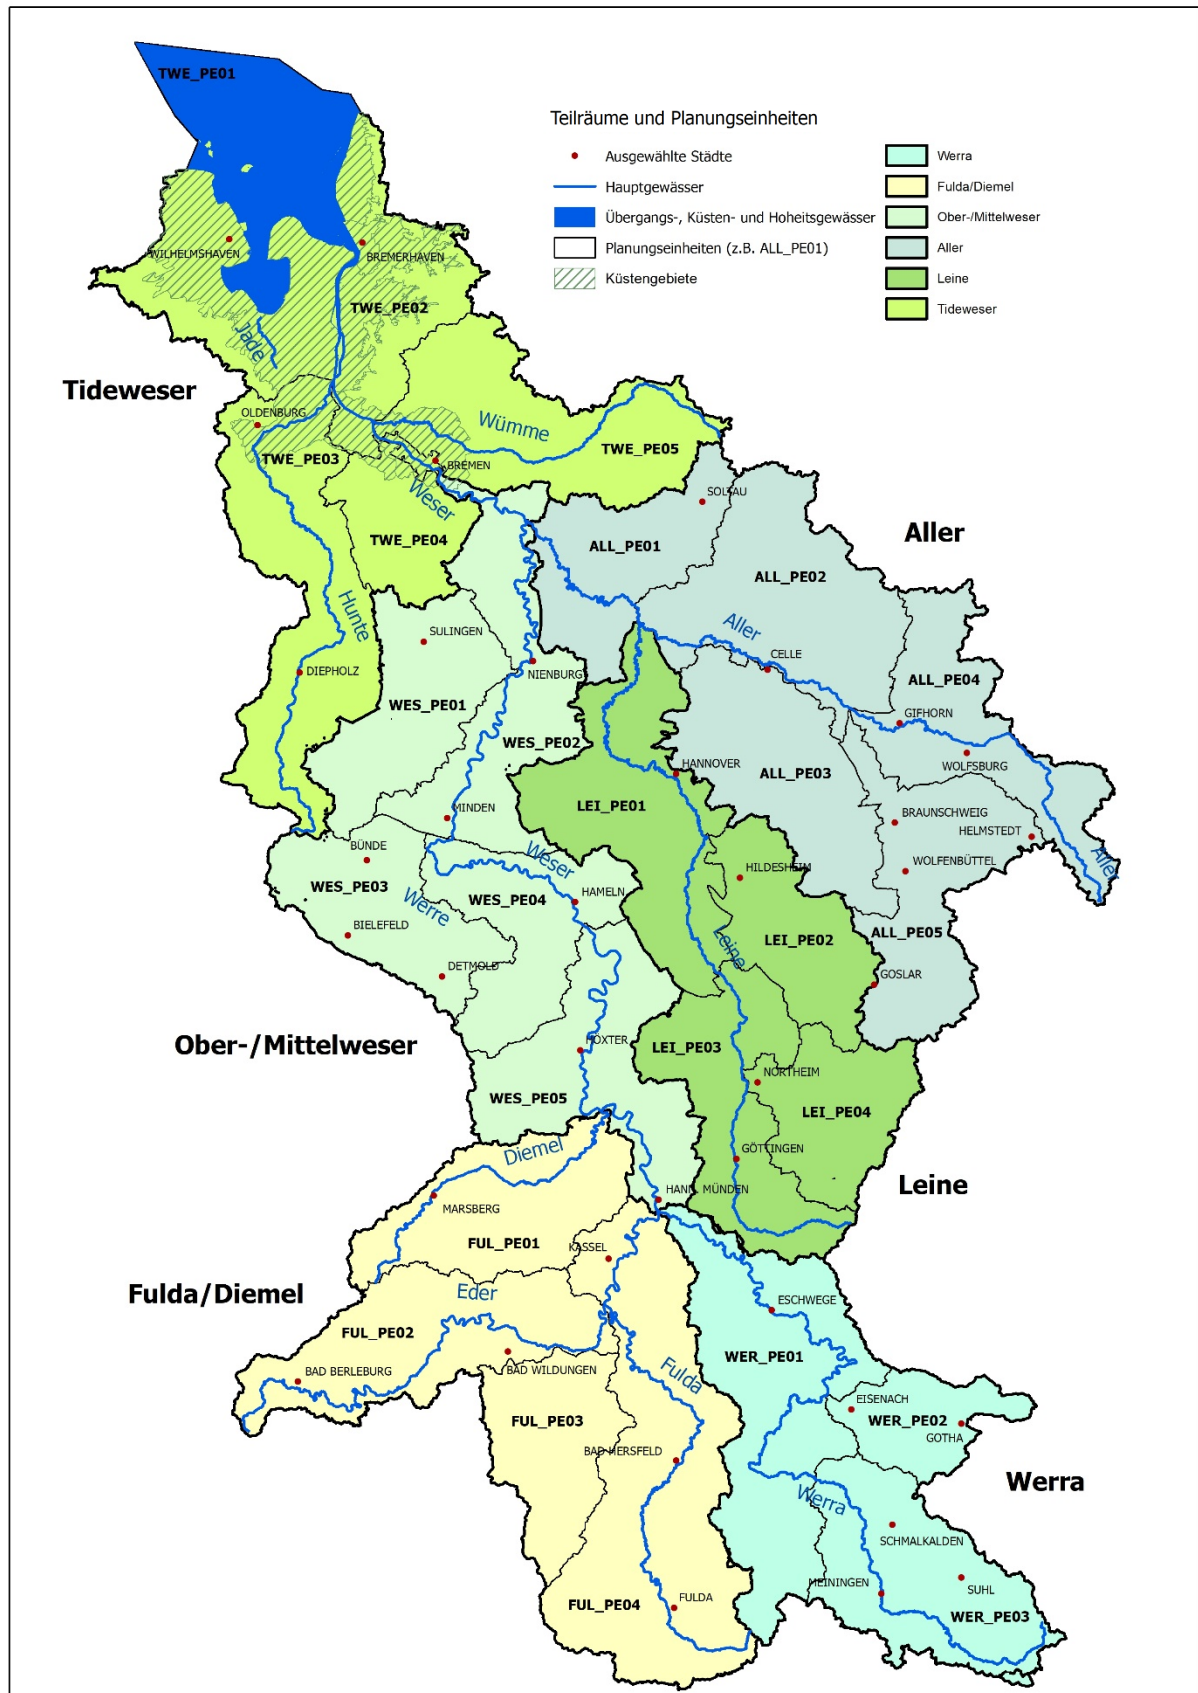 TWE_PE01
Teilräume und Planungseinheiten
Ausgewählte Städte
Hauptgewässer
Übergangs-, Küsten- und Hoheitsgewässer
Planungseinheiten (z.B. ALL_PE01)
Küstengebiete
Werra
Fulda/Diemel
Ober-/Mittelweser
Aller
Leine
Tideweser
WILHELMSHAVEN
BREMERHAVEN
TWE_PE02
Jade
Tideweser
OLDENBURG
Wümme
TWE_PE05
TWE_PE03
BREMEN
Weser
SOLTAU
TWE_PE04
ALL_PE01
Aller
ALL_PE02
Hunte
SULINGEN
Aller
NIENBURG
CELLE
DIEPHOLZ
ALL_PE04
WES_PE01
GIFHORN
WES_PE02
WOLFSBURG
HANNOVER
ALL_PE03
LEI_PE01
MINDEN
BRAUNSCHWEIG
HELMSTEDT
BÜNDE
Weser
Aller
HILDESHEIM
WOLFENBÜTTEL
WES_PE03
WES_PE04
HAMELN
Werre
BIELEFELD
ALL_PE05
LEI_PE02
Leine
DETMOLD
GOSLAR
Ober-/Mittelweser
HÖXTER
LEI_PE03
NORTHEIM
WES_PE05
LEI_PE04
Diemel
GÖTTINGEN
Leine
HANN. MÜNDEN
MARSBERG
FUL_PE01
KASSEL
Fulda/Diemel
Eder
ESCHWEGE
FUL_PE02
WER_PE01
BAD BERLEBURG
BAD WILDUNGEN
Fulda
EISENACH
FUL_PE03
WER_PE02
GOTHA
BAD HERSFELD
Werra
Werra
SCHMALKALDEN
MEININGEN
SUHL
FUL_PE04
FULDA
WER_PE03